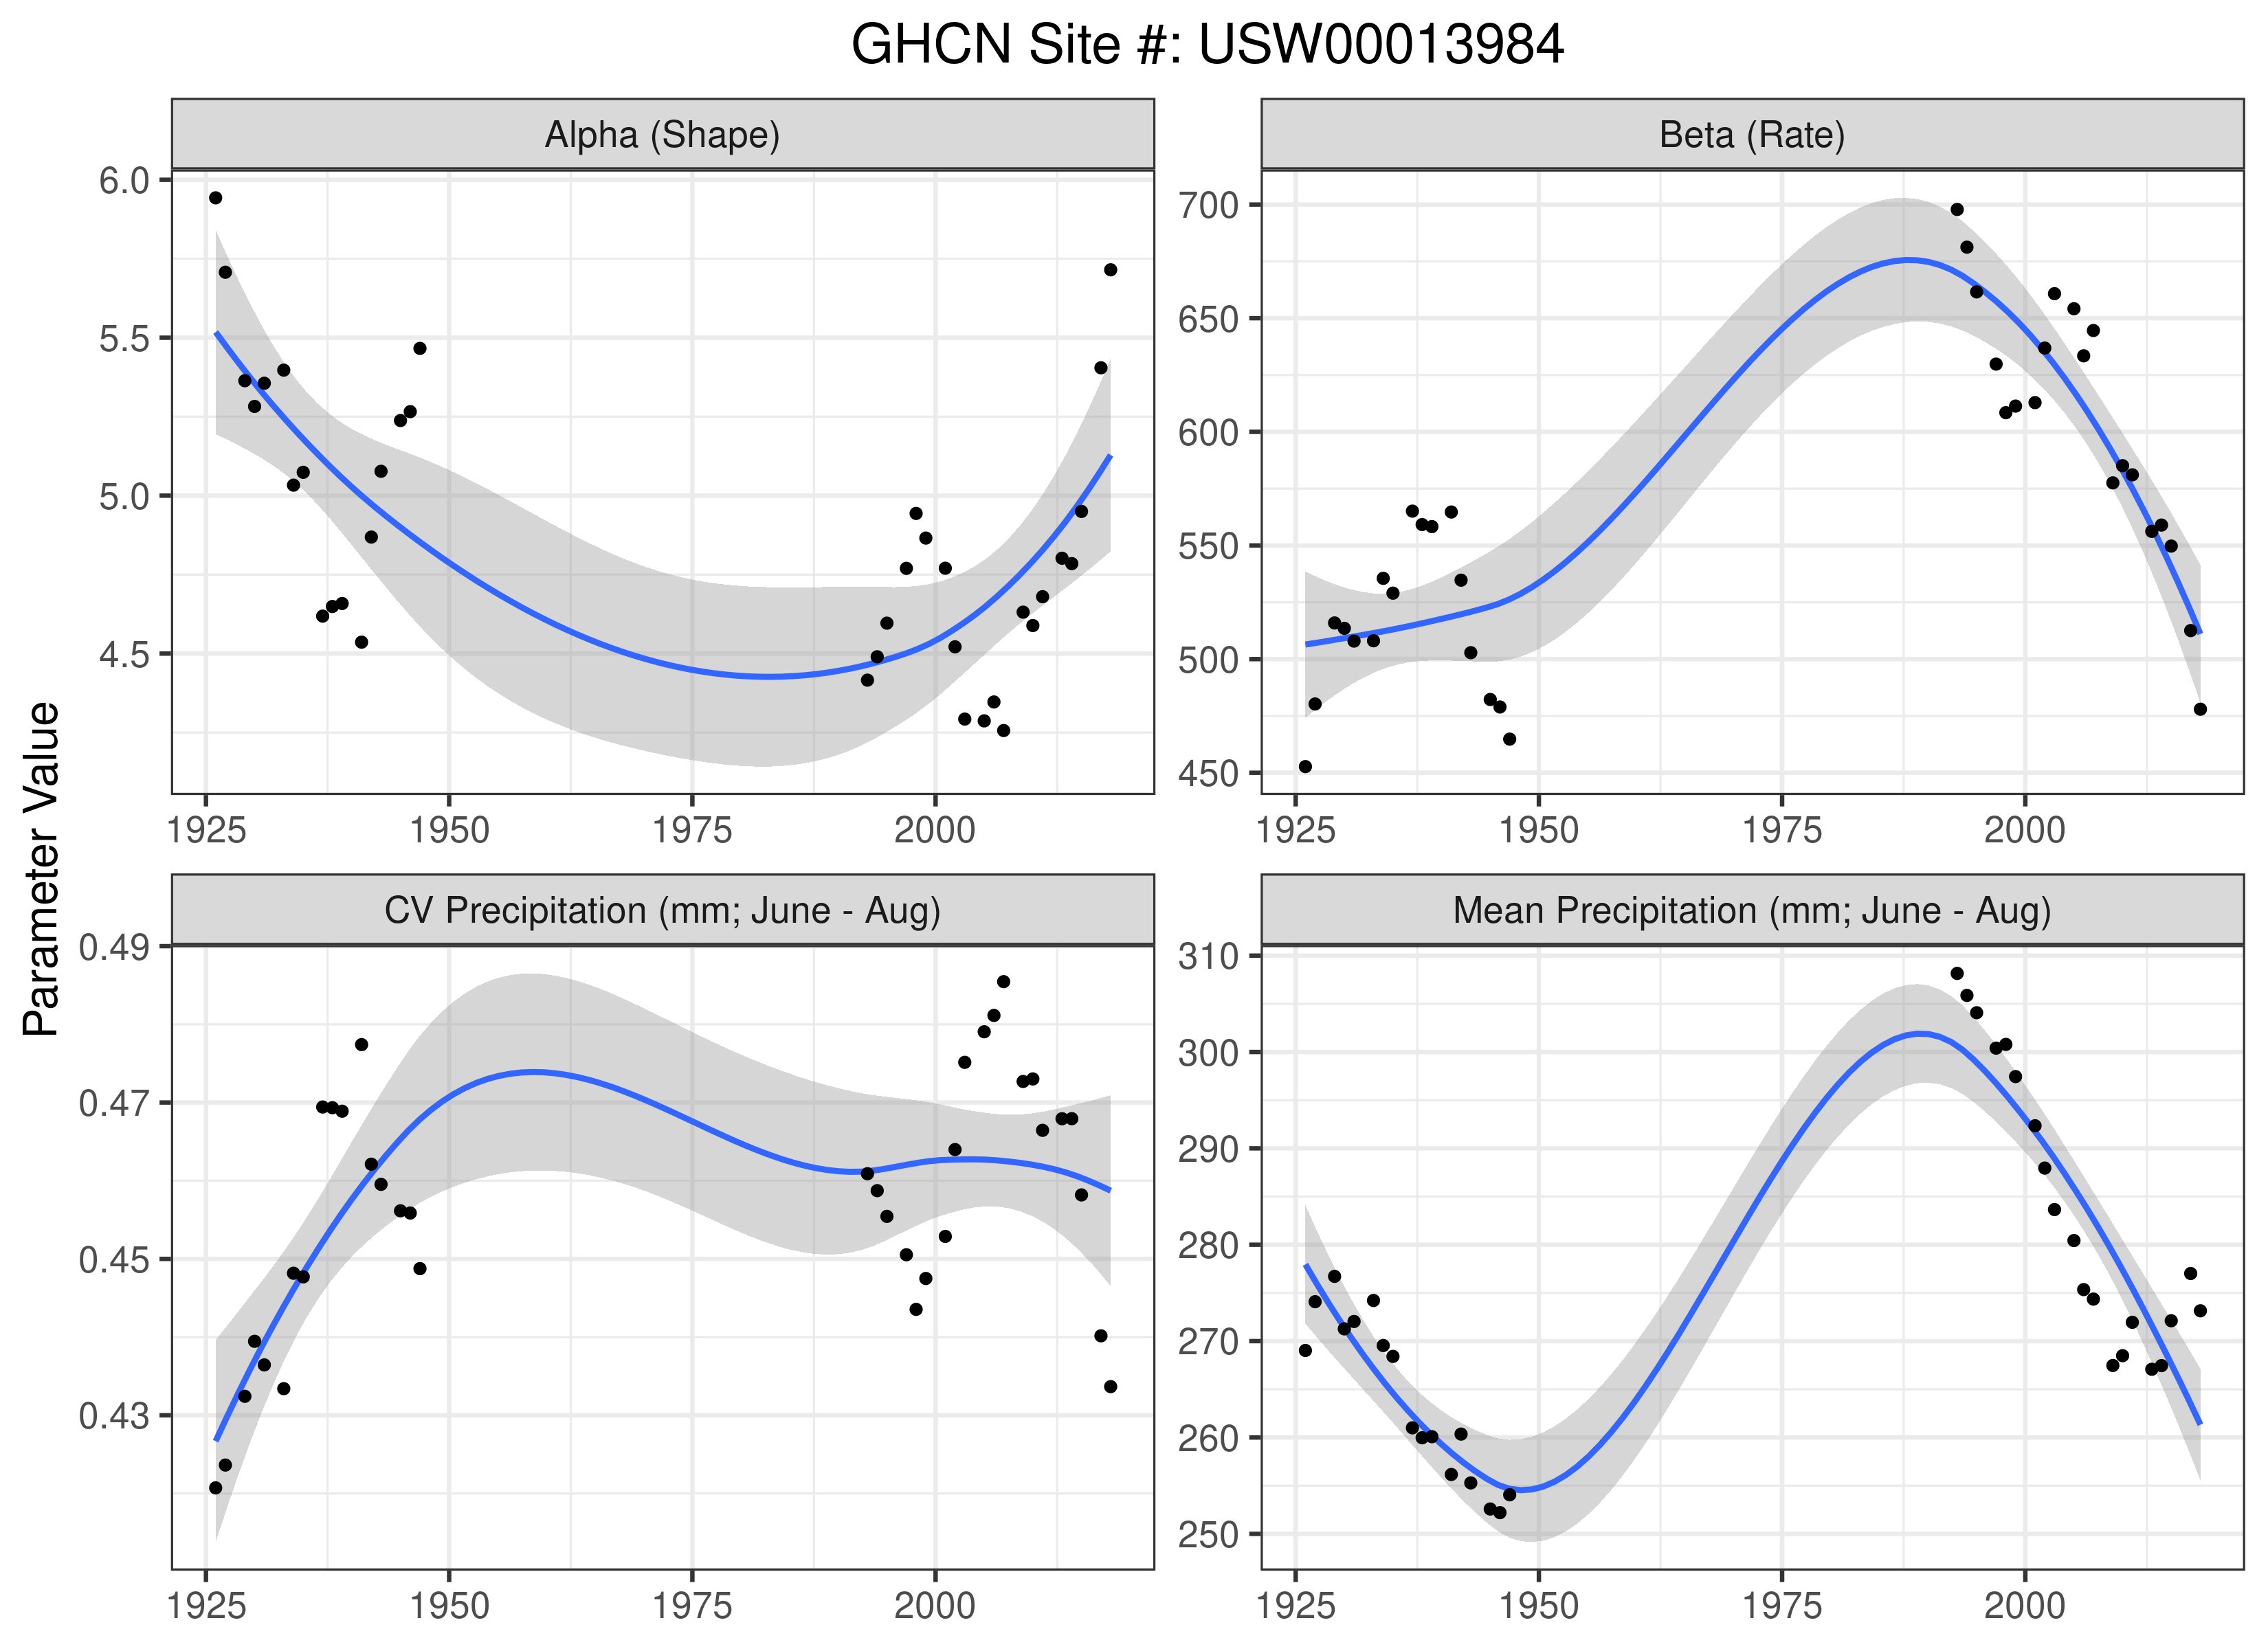 GHCN Site #: USW00013984
Parameter Value
Alpha (Shape)
6.0
5.5
5.0
4.5
1925 1950 1975 2000
Beta (Rate)
700
650
600
550
500
450
1925 1950 1975 2000
CV Precipitation (mm; June - Aug)
0.49
0.47
0.45
0.43
1925 1950 1975 2000
Mean Precipitation (mm; June - Aug)
310
300
290
280
270
260
250
1925 1950 1975 2000